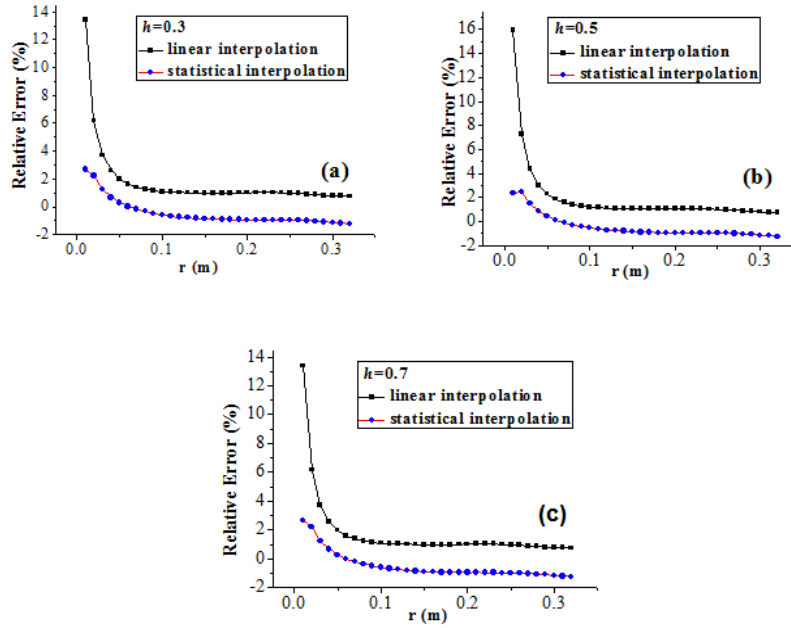 h=0.3
linear interpolation
statistical interpolation
(a)
Relative Error (%)
14
12
10
8
6
4
2
0
-2
0.0 0.1 0.2 0.3
r (m)
h=0.5
linear interpolation
statistical interpolation
(b)
Relative Error (%)
16
14
12
10
8
6
4
2
0
-2
0.0 0.1 0.2 0.3
r (m)
h=0.7
linear interpolation
statistical interpolation
(c)
Relative Error (%)
14
12
10
8
6
4
2
0
-2
0.0 0.1 0.2 0.3
r (m)